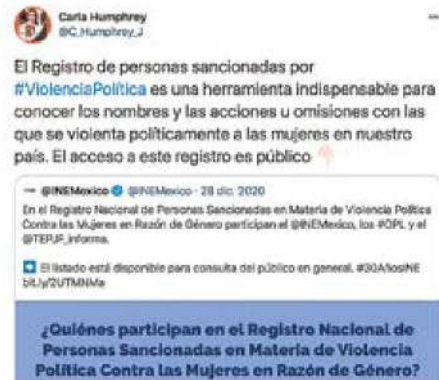 Carla Humphrey
@C_Humphrey_J
El Registro de personas sancionadas por
#ViolenciaPolítica es una herramienta indispensable para
conocer los nombres y las acciones u omisiones con las
que se violenta políticamente a las mujeres en nuestro
país. El acceso a este registro es público
@INEMexico @INEMexico · 28 dic. 2020
En el Registro Nacional de Personas Sancionadas en Materia de Violencia Política
Contra las Mujeres en Razón de Género participan el @INEMexico, los #OPL y el
@TEPJF_informa.
El listado está disponible para consulta del público en general. #30AñosINE
bit.ly/2UTMNMa
¿Quiénes participan en el Registro Nacional de
Personas Sancionadas en Materia de Violencia
Política Contra las Mujeres en Razón de Género?